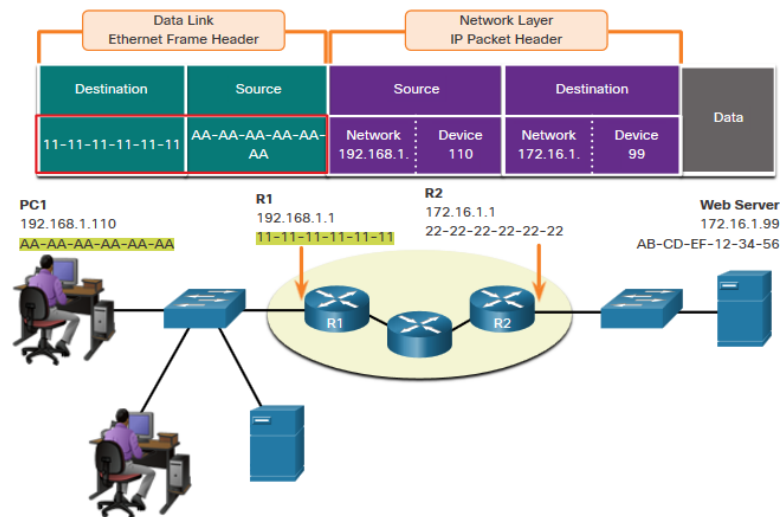 Data Link
Ethernet Frame Header
Network Layer
IP Packet Header
Destination
Source
Source
Destination
Data
11-11-11-11-11-11
AA-AA-AA-AA-AA-
AA
Network
192.168.1.
Device
110
Network
172.16.1.
Device
99
PC1
192.168.1.110
AA-AA-AA-AA-AA-AA
R1
192.168.1.1
11-11-11-11-11-11
R2
172.16.1.1
22-22-22-22-22-22
Web Server
172.16.1.99
AB-CD-EF-12-34-56
R1
R2